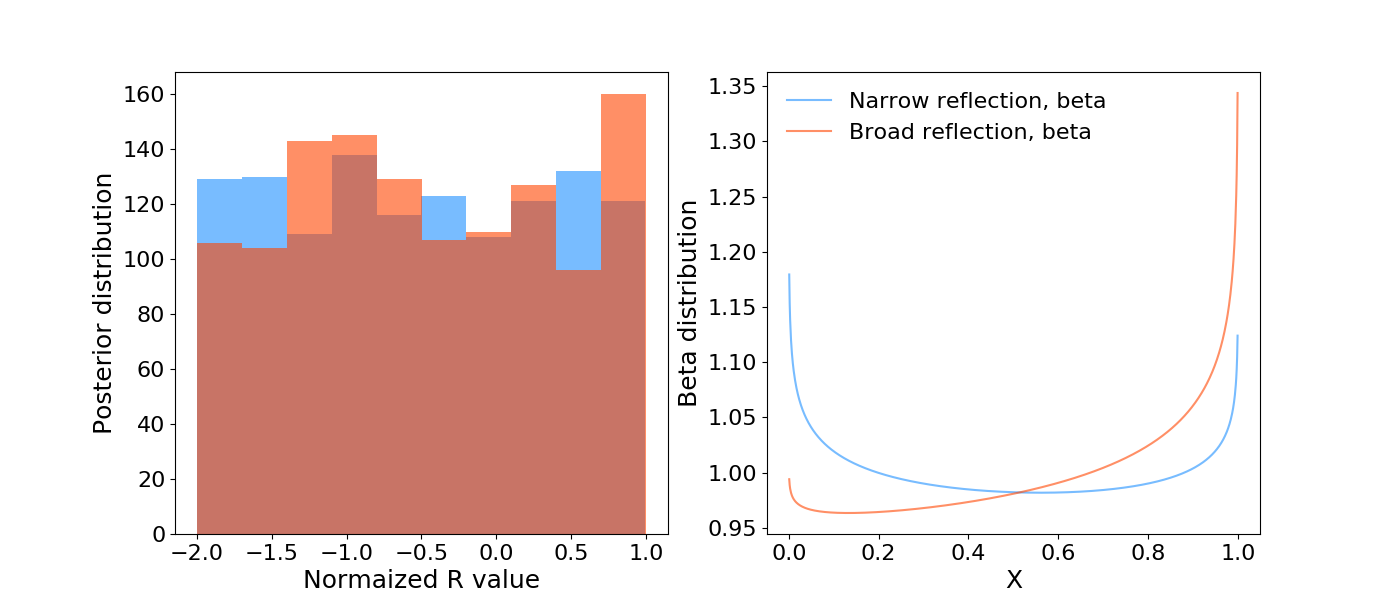 Posterior distribution
160
140
120
100
80
60
40
20
0
−2.0 −1.5 −1.0 −0.5 0.0 0.5 1.0
Normaized R value
Beta distribution
1.35
1.30
1.25
1.20
1.15
1.10
1.05
1.00
0.95
Narrow reflection, beta
Broad reflection, beta
0.0 0.2 0.4 0.6 0.8 1.0
X